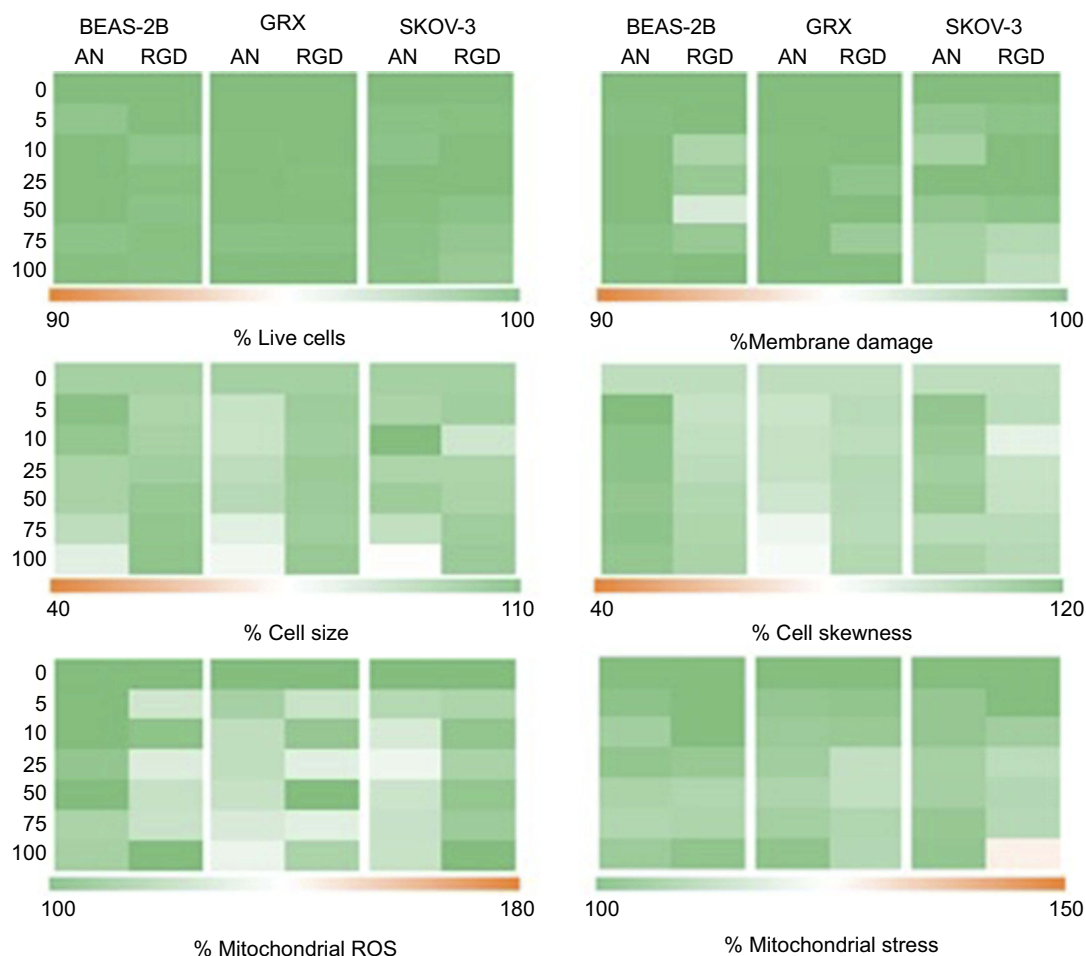 BEAS-2B GRX SKOV-3 BEAS-2B GRX SKOV-3
AN RGD AN RGD AN RGD AN RGD AN RGD AN RGD
0
5
10
25
50
75
100
90 100 90 100
% Live cells %Membrane damage
0
5
10
25
50
75
100
40 110 40 120
% Cell size % Cell skewness
0
5
10
25
50
75
100
100 180 100 150
% Mitochondrial ROS % Mitochondrial stress